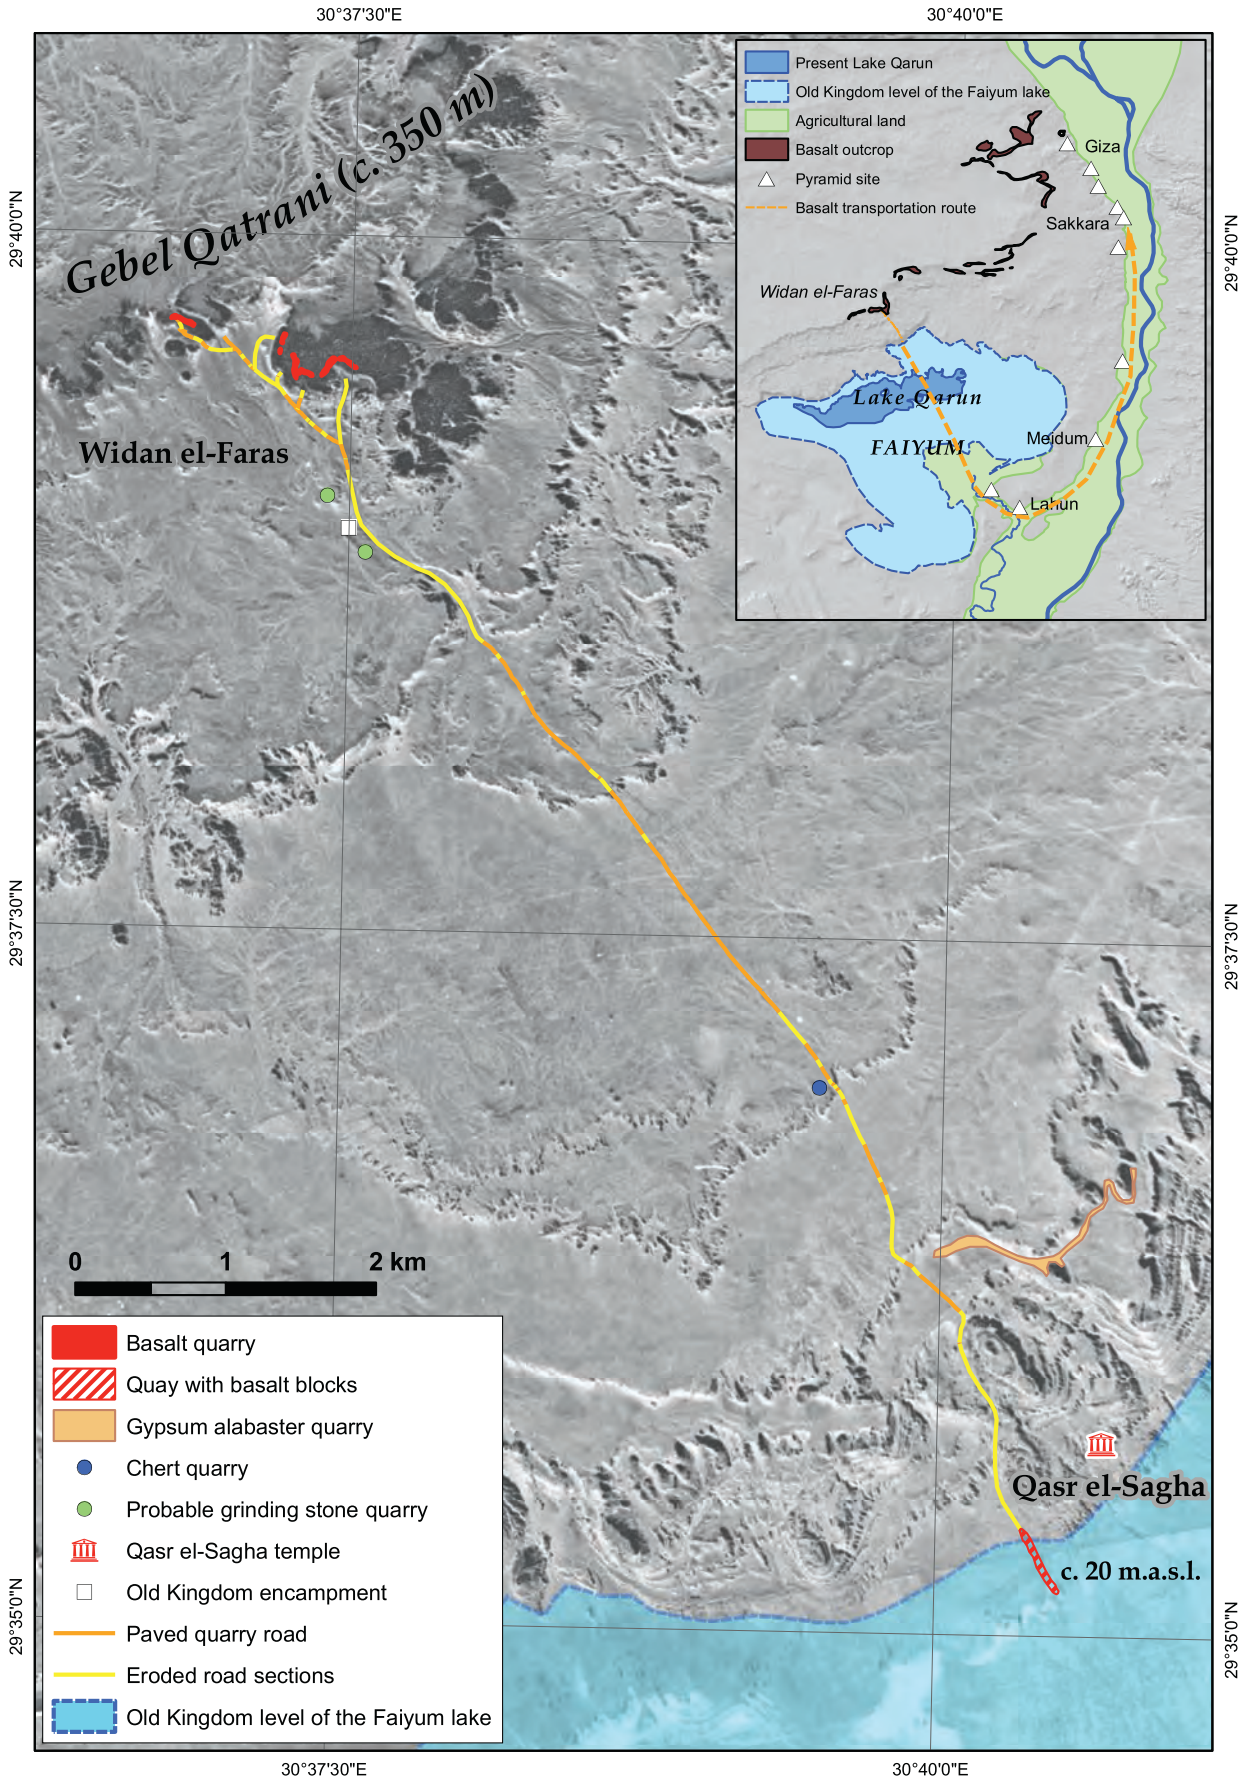 30°37'30"E
30°40'0"E
Present Lake Qarun
Old Kingdom level of the Faiyum lake
Agricultural land
Basalt outcrop
Pyramid site
Basalt transportation route
Giza
Sakkara
Widan el-Faras
Lake Qarun
FAIYUM
Meidum
Lahun
Gebel Qatrani (c. 350 m)
29°40'0"N
29°40'0"N
Widan el-Faras
29°37'30"N
29°37'30"N
0 1 2 km
Basalt quarry
Quay with basalt blocks
Gypsum alabaster quarry
Chert quarry
Probable grinding stone quarry
Qasr el-Sagha temple
Old Kingdom encampment
Paved quarry road
Eroded road sections
Old Kingdom level of the Faiyum lake
Qasr el-Sagha
c. 20 m.a.s.l.
29°35'0"N
29°35'0"N
30°37'30"E
30°40'0"E